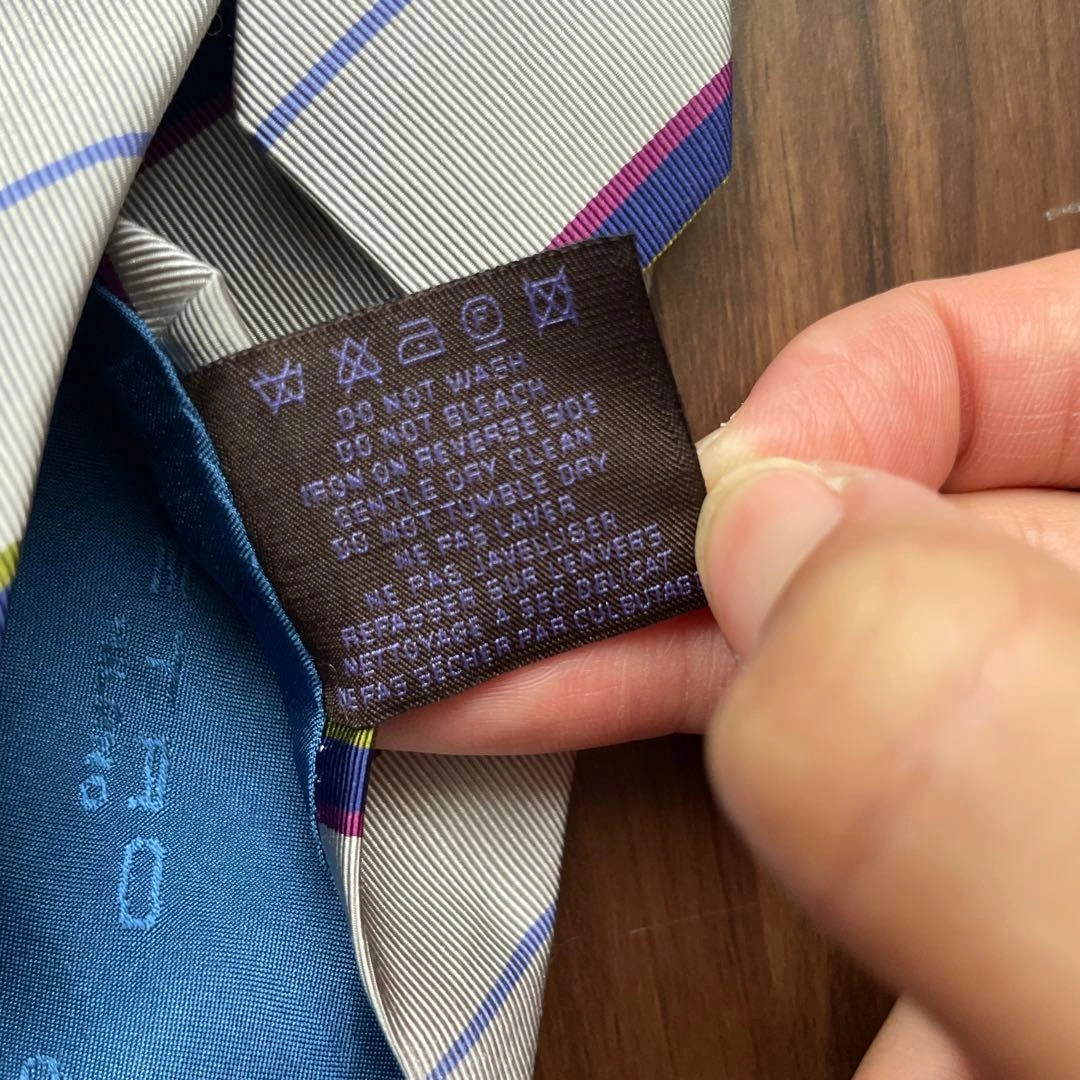 DO NOT WASH
DO NOT BLEACH
IRON ON REVERSE SIDE
GENTLE DRY CLEAN
DO NOT TUMBLE DRY
NE PAS LAVER
NE PAS JAVELLISER
REPASSER SUR L'ENVERS
NETTOYAGE A SEC DELICAT
NE PAS SÉCHER PAR CULBUTAGE